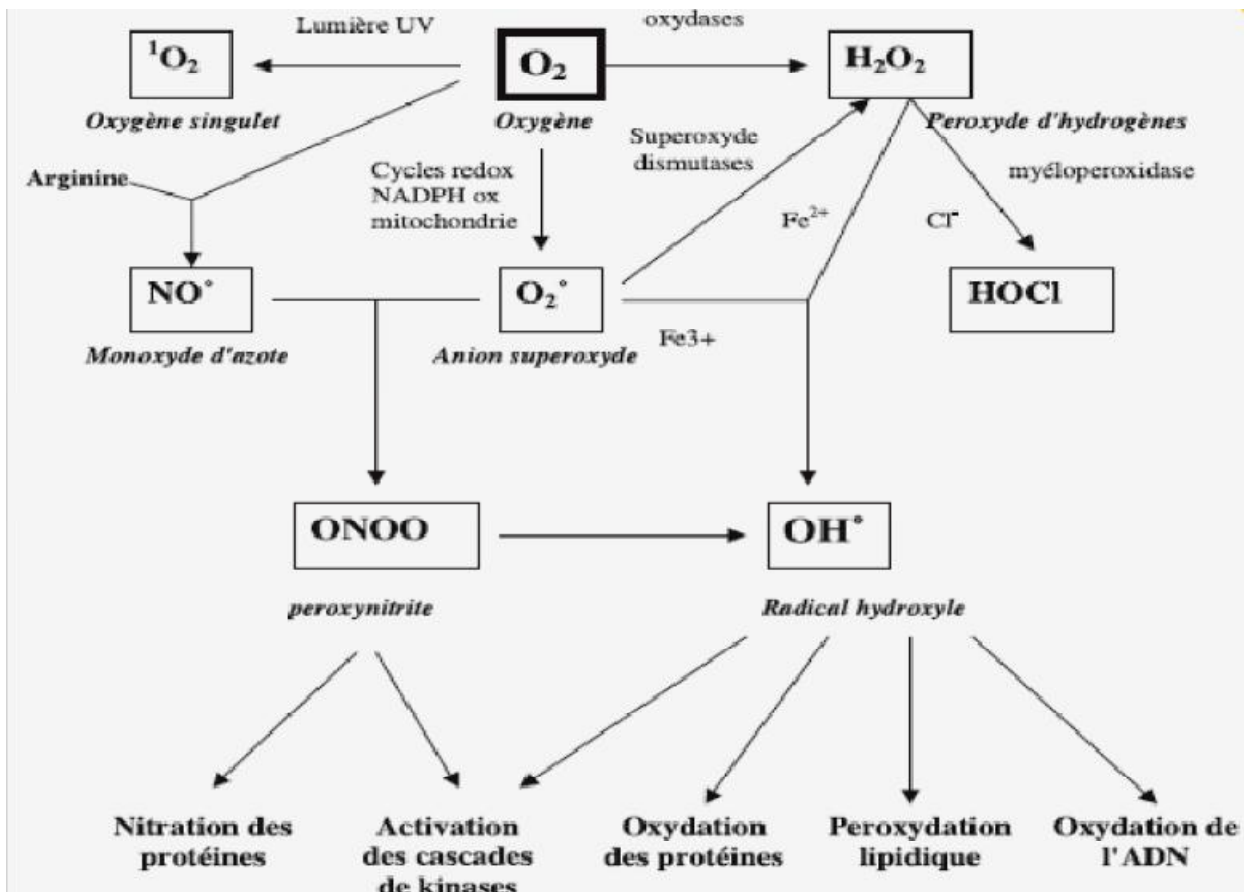 Lumière UV
oxydases
¹O₂
O₂
H₂O₂
Oxygène singulet
Oxygène
Peroxyde d'hydrogènes
Superoxyde
dismutases
Arginine
Cycles redox
NADPH ox
mitochondrie
myéloperoxidase
Fe²⁺
Cl⁻
NO°
O₂°
HOCl
Monoxyde d'azote
Anion superoxyde
Fe3+
ONOO
OH°
peroxynitrite
Radical hydroxyle
Nitration des
protéines
Activation
des cascades
de kinases
Oxydation
des protéines
Peroxydation
lipidique
Oxydation de
l'ADN